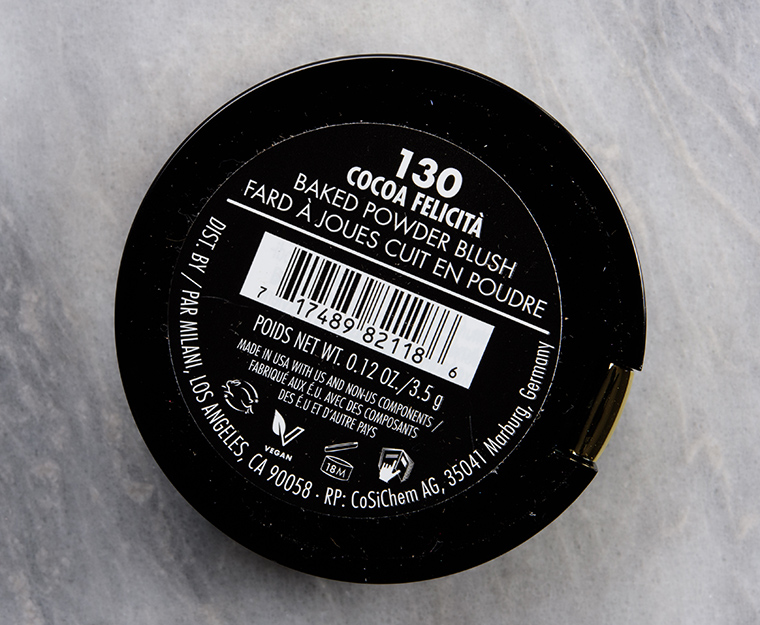 130
COCOA FELICITÀ
BAKED POWDER BLUSH
FARD À JOUES CUIT EN POUDRE
7 17489 82118 6
POIDS NET WT. 0.12 OZ./3.5 g
MADE IN USA WITH US AND NON-US COMPONENTS /
FABRIQUÉ AUX É.U. AVEC DES COMPOSANTS
DES É.U ET D'AUTRE PAYS
VEGAN
18M
DIST. BY / PAR MILANI, LOS ANGELES, CA 90058 . RP: CoSiChem AG, 35041 Marburg, Germany